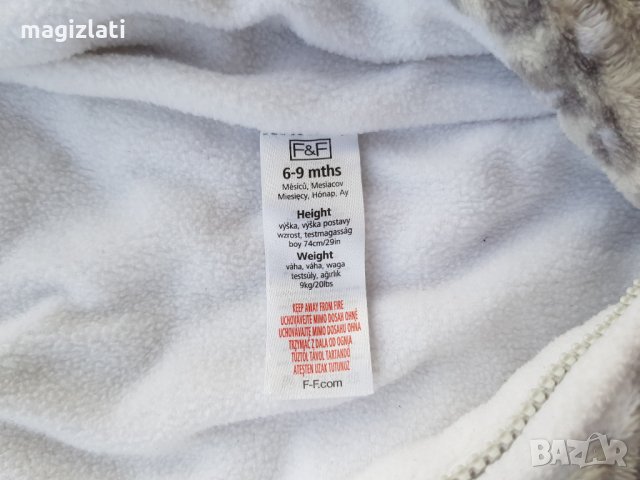 magizlati
F&F
6-9 mths
Měsíců, Mesiacov
Miesięcy, Hónap, Ay
Height
výška, výška postavy
wzrost, testmagasság
boy 74cm/29in
Weight
váha, váha, waga
testsúly, ağırlık
9kg/20lbs
KEEP AWAY FROM FIRE
UCHOVÁVEJTE MIMO DOSAH OHNĚ
UCHOVÁVAJTE MIMO DOSAHU OHŇA
TRZYMAĆ Z DALA OD OGNIA
TŰZTŐL TÁVOL TARTANDÓ
ATEŞTEN UZAK TUTUNUZ
F-F.com
BAZAR